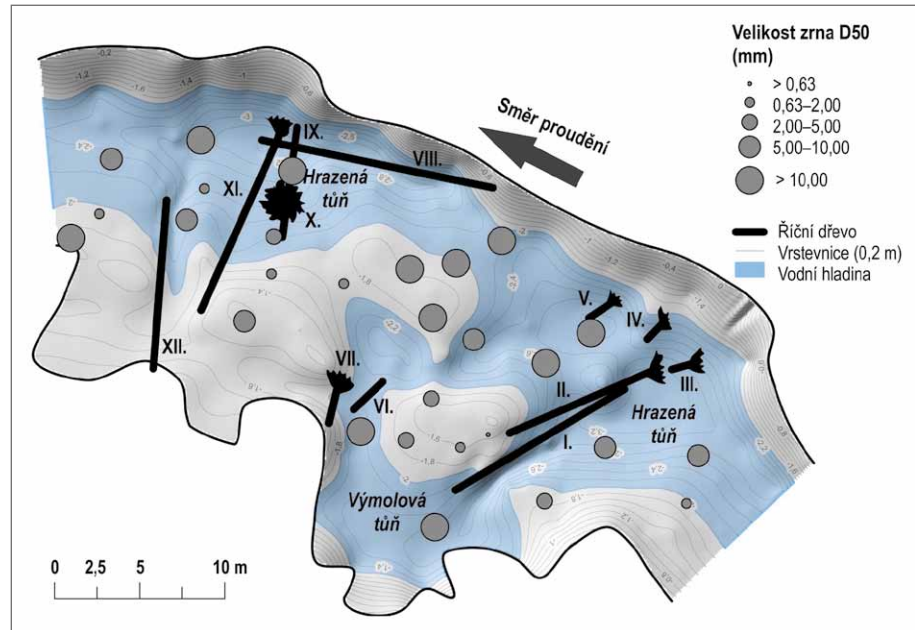 Velikost zrna D50
(mm)
> 0,63
0,63–2,00
2,00–5,00
5,00–10,00
> 10,00
Říční dřevo
Vrstevnice (0,2 m)
Vodní hladina
Směr proudění
IX.
VIII.
XI.
Hrazená
tůň
X.
V.
IV.
XII.
VII.
II.
III.
VI.
Hrazená
tůň
I.
Výmolová
tůň
0 2,5 5 10 m